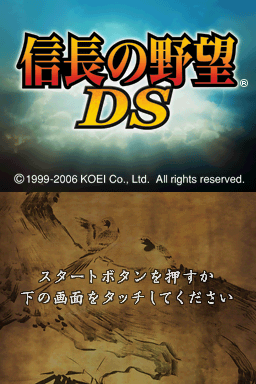 信長の野望®
DS
©1999-2006 KOEI Co., Ltd. All rights reserved.
スタートボタンを押すか
下の画面をタッチしてください